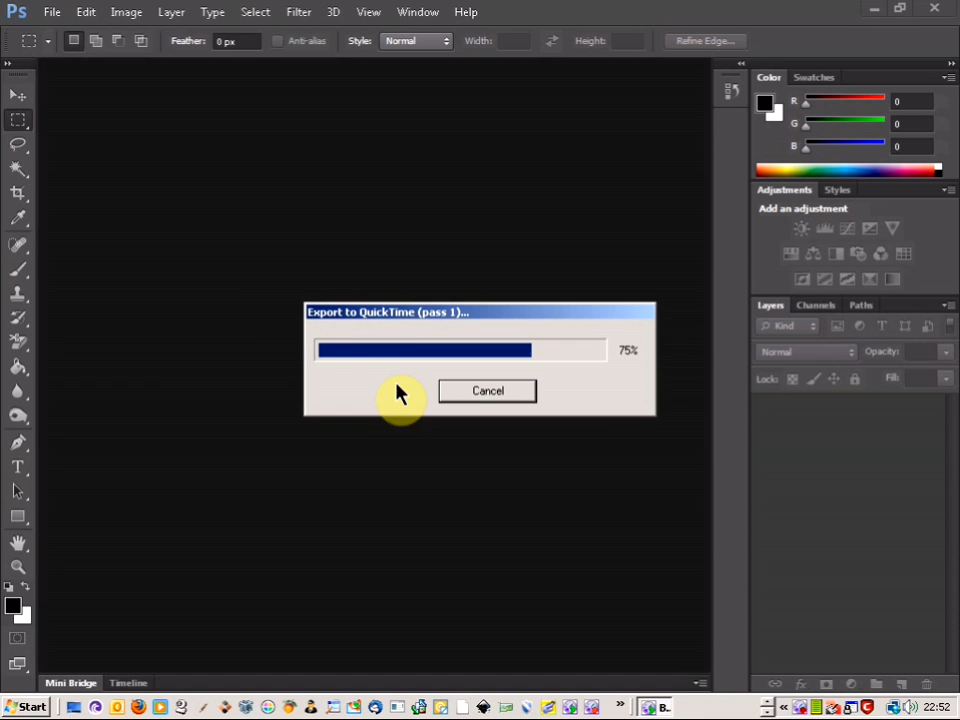 Ps File Edit Image Layer Type Select Filter 3D View Window Help
Feather: 0 px Anti-alias Style: Normal Width: Height: Refine Edge...
Color Swatches
R 0
G 0
B 0
Adjustments Styles
Add an adjustment
Layers Channels Paths
Kind
Normal Opacity:
Lock: Fill:
Export to QuickTime (pass 1)...
75%
Cancel
Mini Bridge Timeline
Start B... 22:52